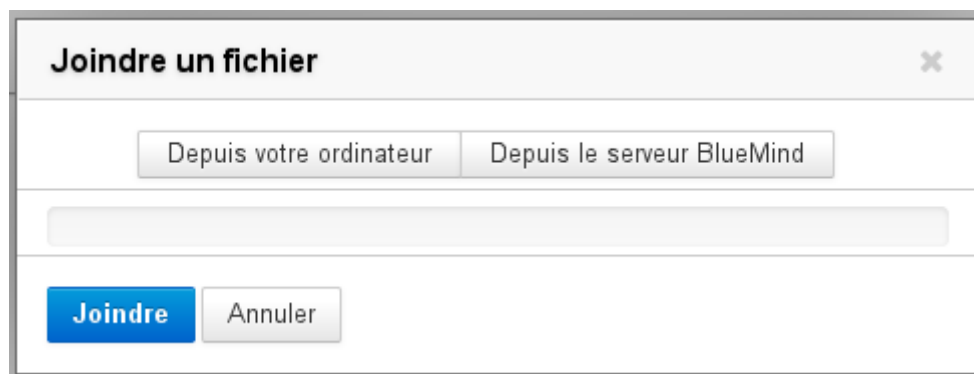 Joindre un fichier
Depuis votre ordinateur Depuis le serveur BlueMind
Joindre Annuler